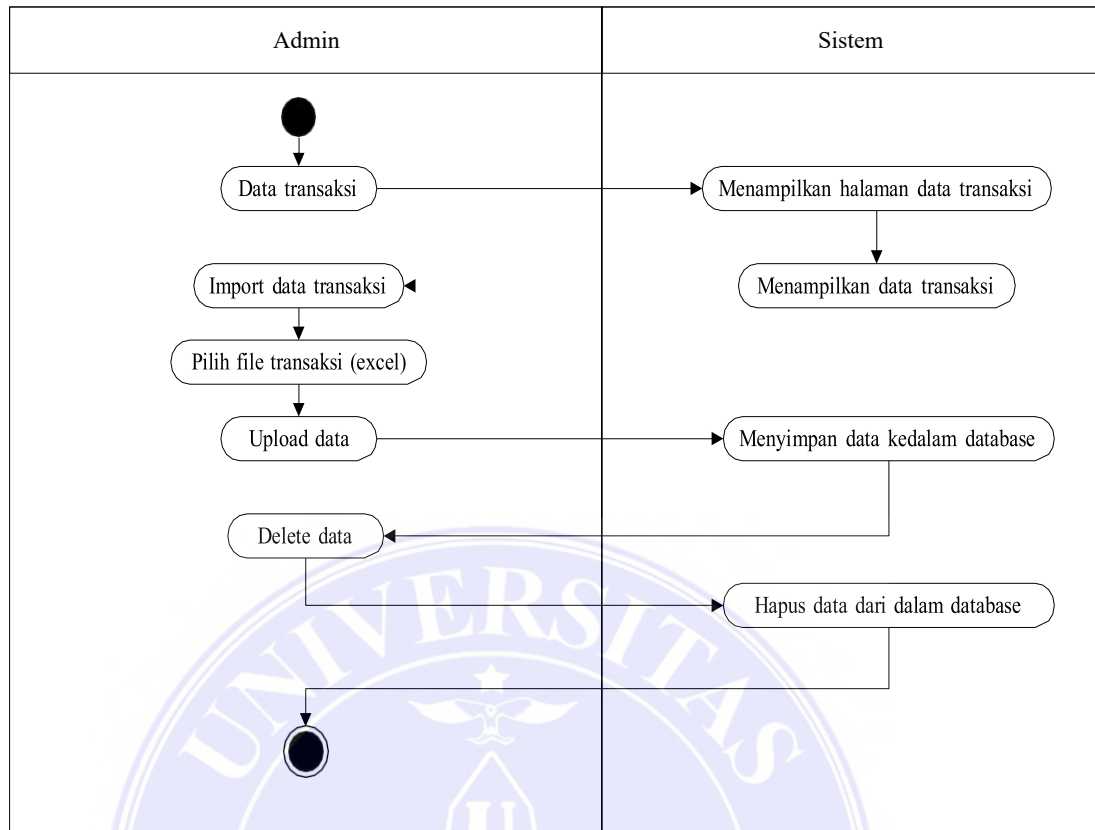 Admin
Sistem
Data transaksi
Menampilkan halaman data transaksi
Import data transaksi
Menampilkan data transaksi
Pilih file transaksi (excel)
Upload data
Menyimpan data kedalam database
Delete data
Hapus data dari dalam database
UNIVERSITAS